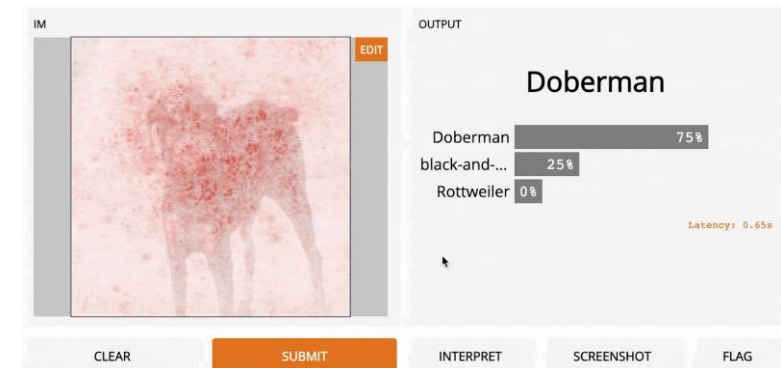 IM
EDIT
OUTPUT
Doberman
Doberman 75%
black-and-... 25%
Rottweiler 0%
Latency: 0.65s
CLEAR
SUBMIT
INTERPRET
SCREENSHOT
FLAG